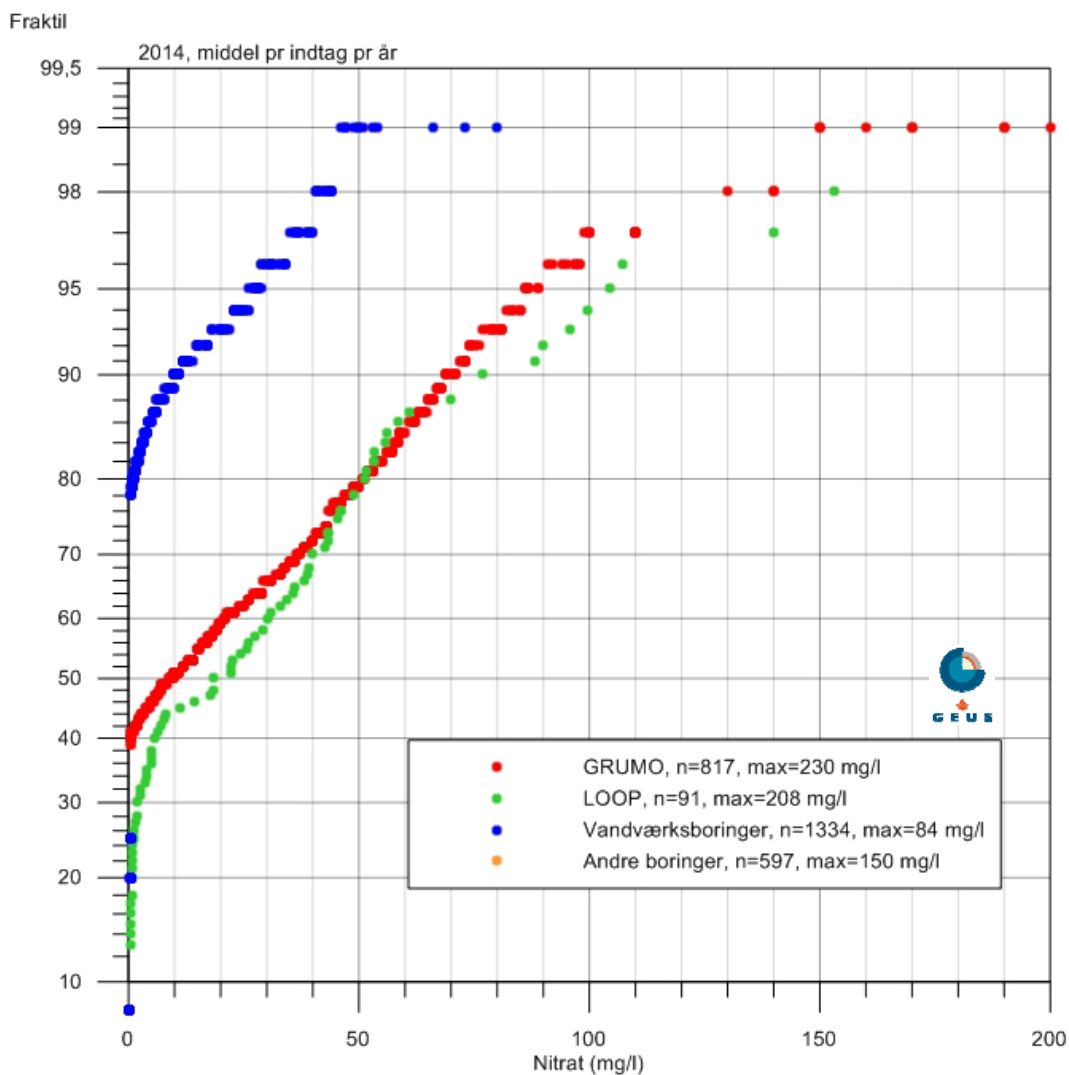 Fraktil
2014, middel pr indtag pr år
99,5
99
98
95
90
80
70
60
50
40
30
20
10
GEUS
GRUMO, n=817, max=230 mg/l
LOOP, n=91, max=208 mg/l
Vandværksboringer, n=1334, max=84 mg/l
Andre boringer, n=597, max=150 mg/l
0 50 100 150 200
Nitrat (mg/l)